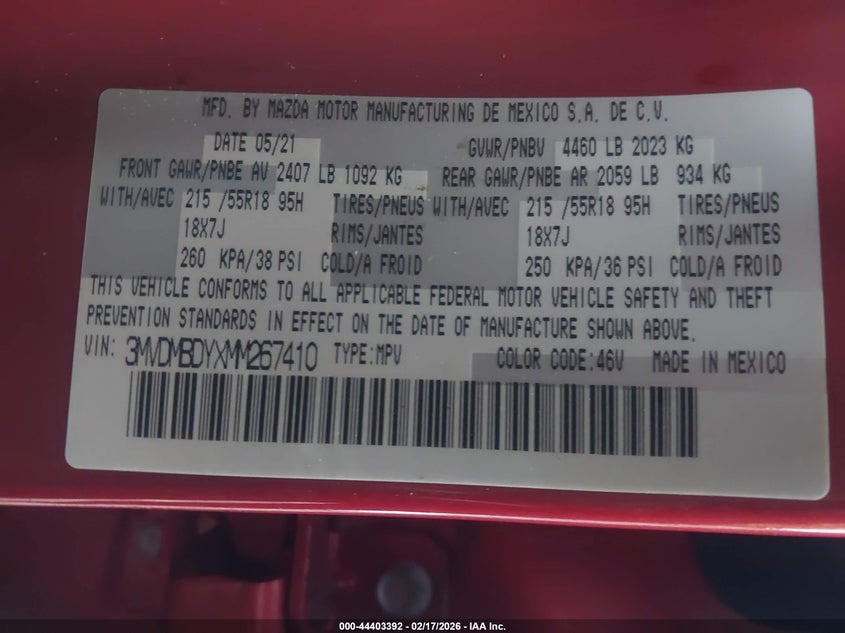 MFD. BY MAZDA MOTOR MANUFACTURING DE MEXICO S.A. DE C.V.
DATE 05/21 GVWR/PNBV 4460 LB 2023 KG
FRONT GAWR/PNBE AV 2407 LB 1092 KG REAR GAWR/PNBE AR 2059 LB 934 KG
WITH/AVEC 215 /55R18 95H TIRES/PNEUS WITH/AVEC 215 /55R18 95H TIRES/PNEUS
18X7J RIMS/JANTES 18X7J RIMS/JANTES
260 KPA/38 PSI COLD/A FROID 250 KPA/36 PSI COLD/A FROID
THIS VEHICLE CONFORMS TO ALL APPLICABLE FEDERAL MOTOR VEHICLE SAFETY AND THEFT
PREVENTION STANDARDS IN EFFECT ON THE DATE OF MANUFACTURE SHOWN ABOVE.
VIN: 3MVDMBDYXMM267410 TYPE:MPV COLOR CODE:46V MADE IN MEXICO
000-44403392 - 02/17/2026 - IAA Inc.